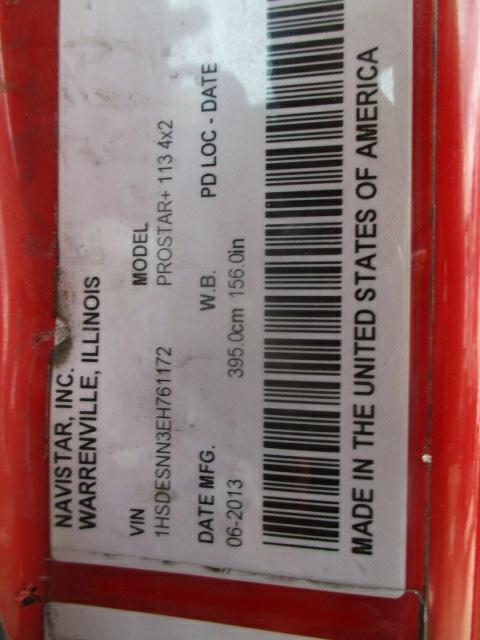 NAVISTAR, INC.
WARRENVILLE, ILLINOIS
VIN MODEL
1HSDESNN3EH761172 PROSTAR+ 113 4x2
DATE MFG. W.B. PD LOC - DATE
06-2013 395.0cm 156.0in
MADE IN THE UNITED STATES OF AMERICA